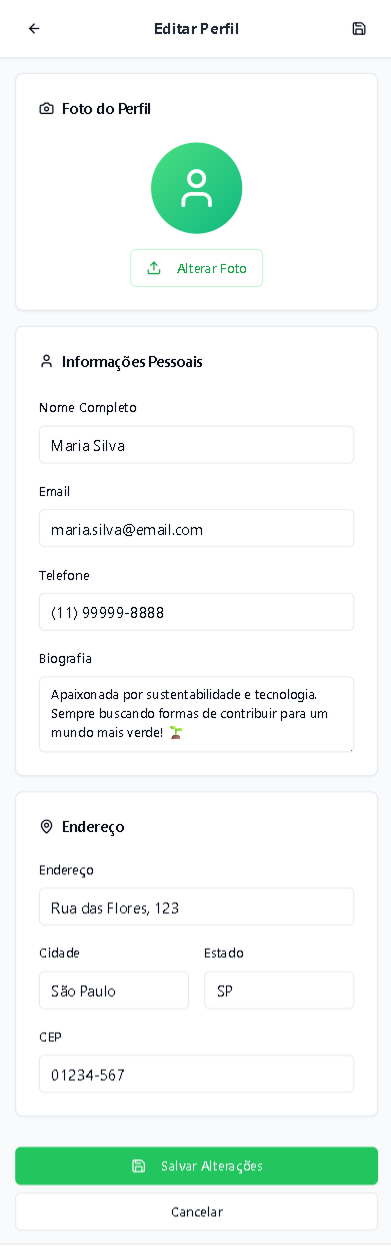 Editar Perfil
Foto do Perfil
Alterar Foto
Informações Pessoais
Nome Completo
Maria Silva
Email
maria.silva@email.com
Telefone
(11) 99999-8888
Biografia
Apaixonada por sustentabilidade e tecnologia.
Sempre buscando formas de contribuir para um
mundo mais verde! 🌱
Endereço
Endereço
Rua das Flores, 123
Cidade
Estado
São Paulo
SP
CEP
01234-567
Salvar Alterações
Cancelar